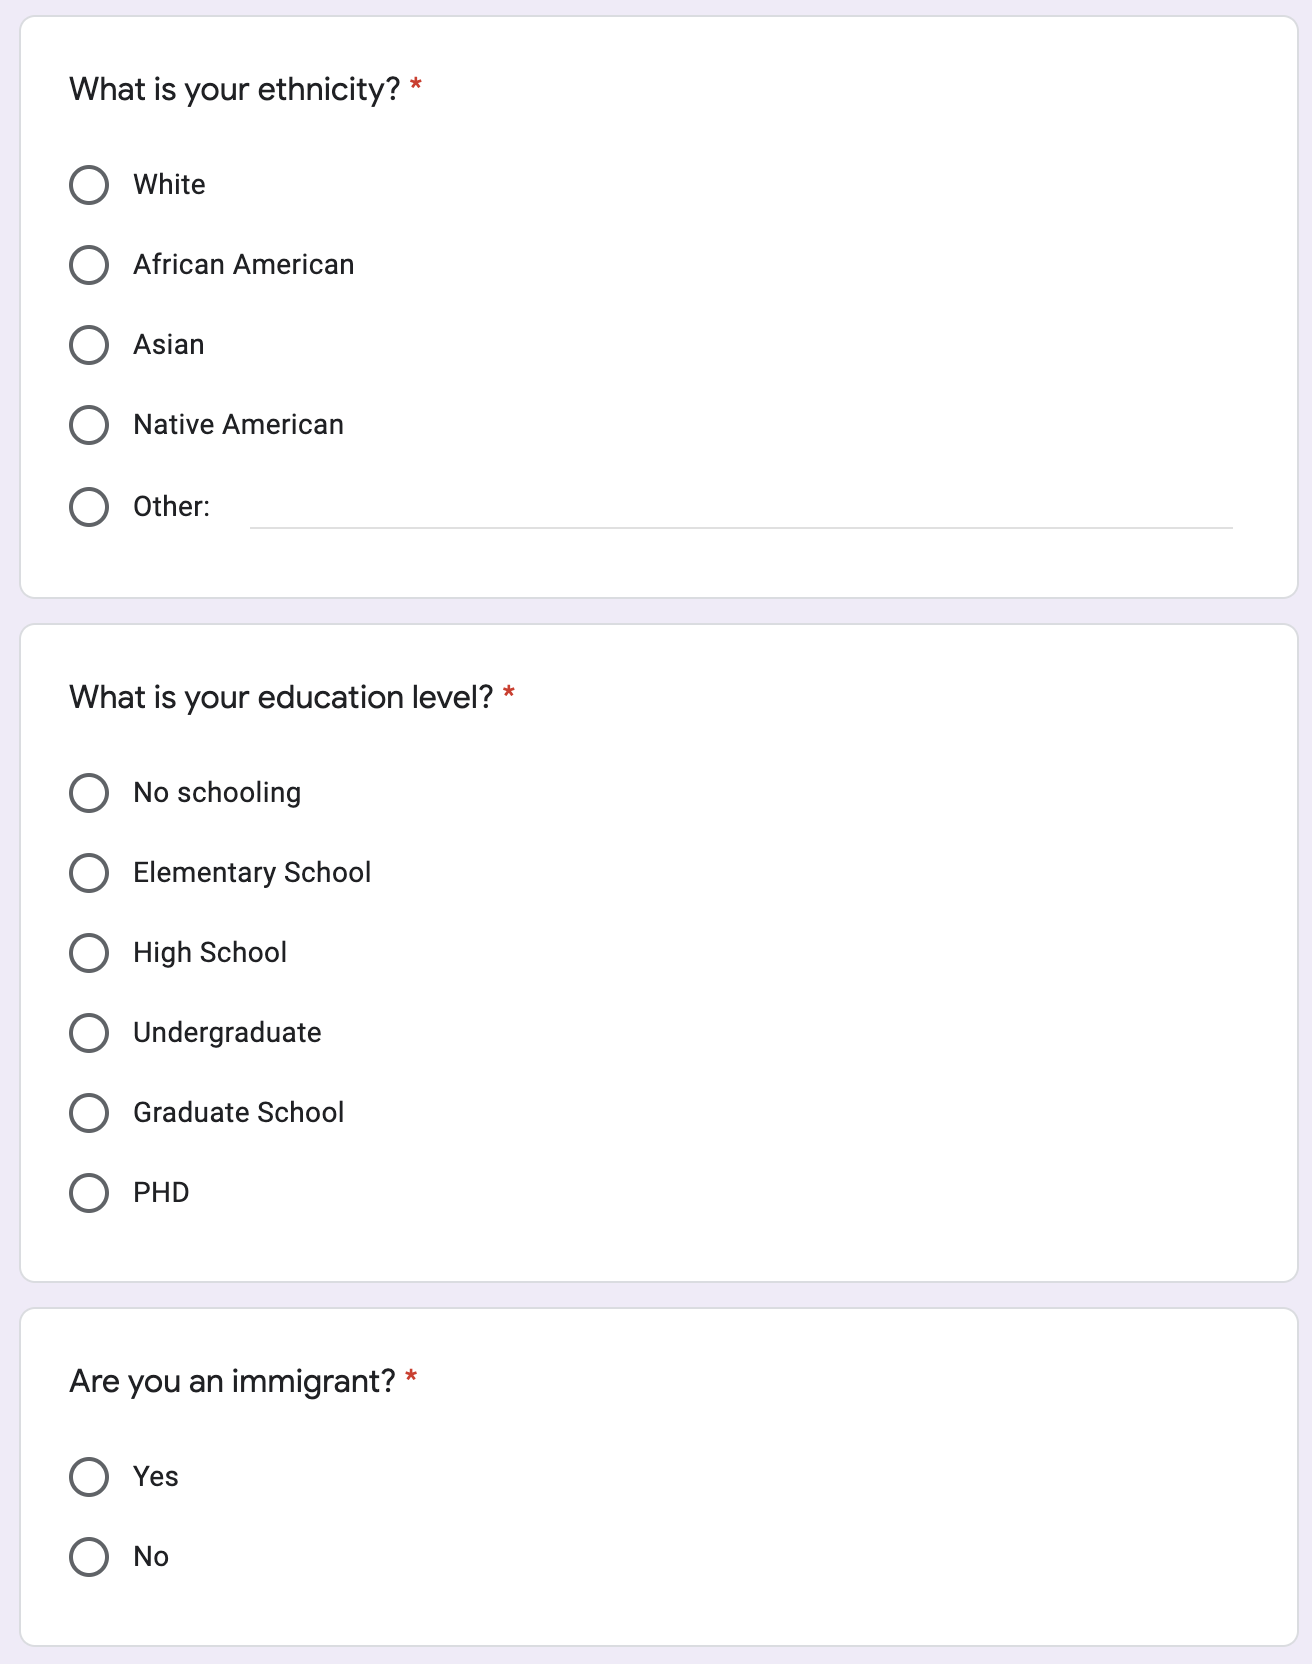 What is your ethnicity? *
White
African American
Asian
Native American
Other:
What is your education level? *
No schooling
Elementary School
High School
Undergraduate
Graduate School
PHD
Are you an immigrant? *
Yes
No